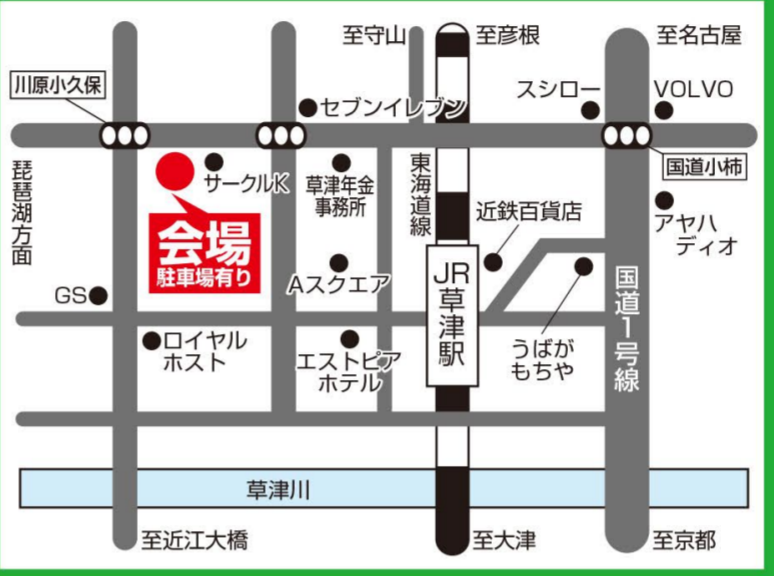 至守山
至彦根
至名古屋
川原小久保
セブンイレブン
スシロー
VOLVO
国道小柿
琵琶湖方面
サークルK
草津年金
事務所
東海道線
近鉄百貨店
アヤハ
ディオ
会場
駐車場有り
Aスクエア
JR草津駅
国道1号線
GS
ロイヤル
ホスト
エストピア
ホテル
うばが
もちや
草津川
至近江大橋
至大津
至京都